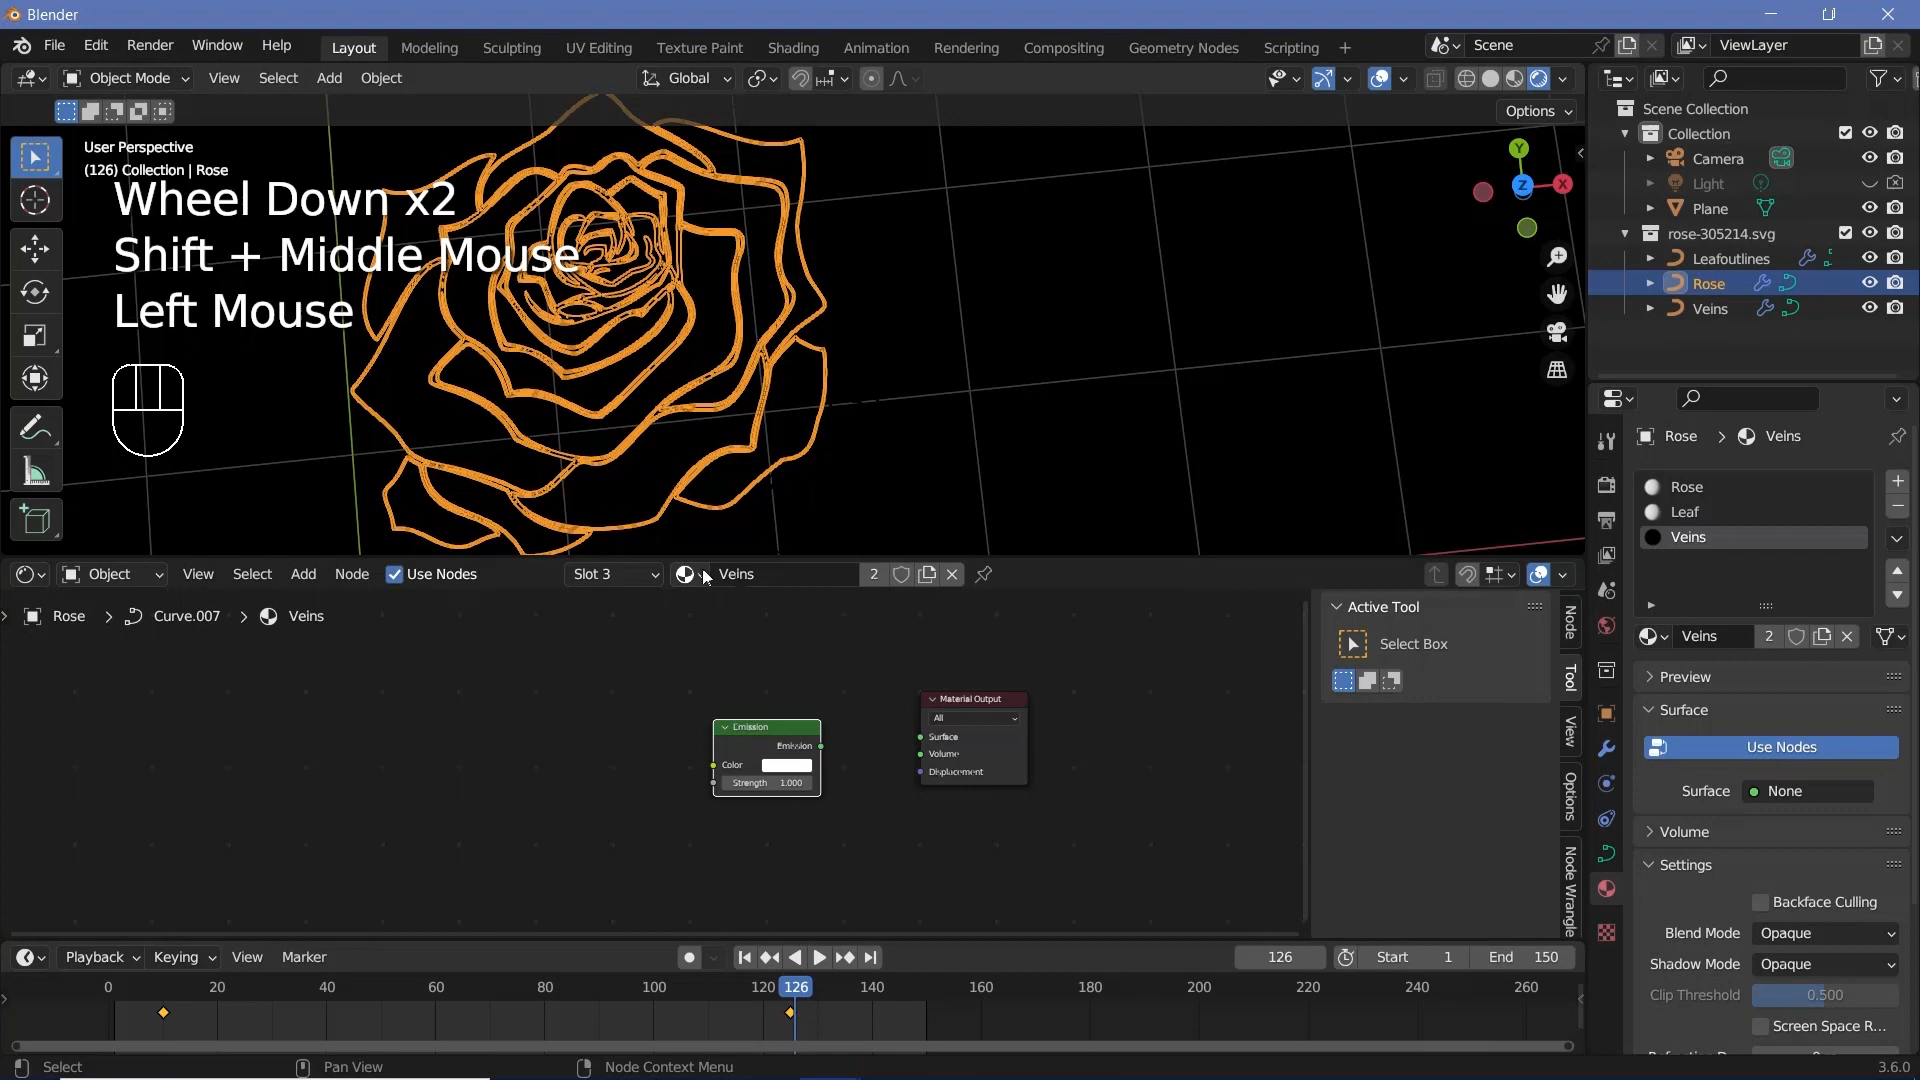 Blender
File Edit Render Window Help
Layout Modeling Sculpting UV Editing Texture Paint Shading Animation Rendering Compositing Geometry Nodes Scripting +
Scene
ViewLayer
Object Mode View Select Add Object
Global
Options
User Perspective
(126) Collection | Rose
Wheel Down x2
Shift + Middle Mouse
Left Mouse
Y
Z
X
Scene Collection
Collection
Camera
Light
Plane
rose-305214.svg
Leafoutlines
Rose
Veins
Rose > Veins
Rose
Leaf
Veins
Veins 2
Preview
Surface
Use Nodes
Surface None
Volume
Settings
Backface Culling
Blend Mode Opaque
Shadow Mode Opaque
Clip Threshold 0.500
Screen Space R...
Object View Select Add Node Use Nodes Slot 3 Veins 2
Rose > Curve.007 > Veins
Emission
Emission
Color
Strength 1.000
Material Output
All
Surface
Volume
Displacement
Active Tool
Select Box
Node
Tool
View
Options
Node Wrangle
Playback Keying View Marker
126 Start 1 End 150
0 20 40 60 80 100 120 126 140 160 180 200 220 240 260
Select Pan View Node Context Menu 3.6.0